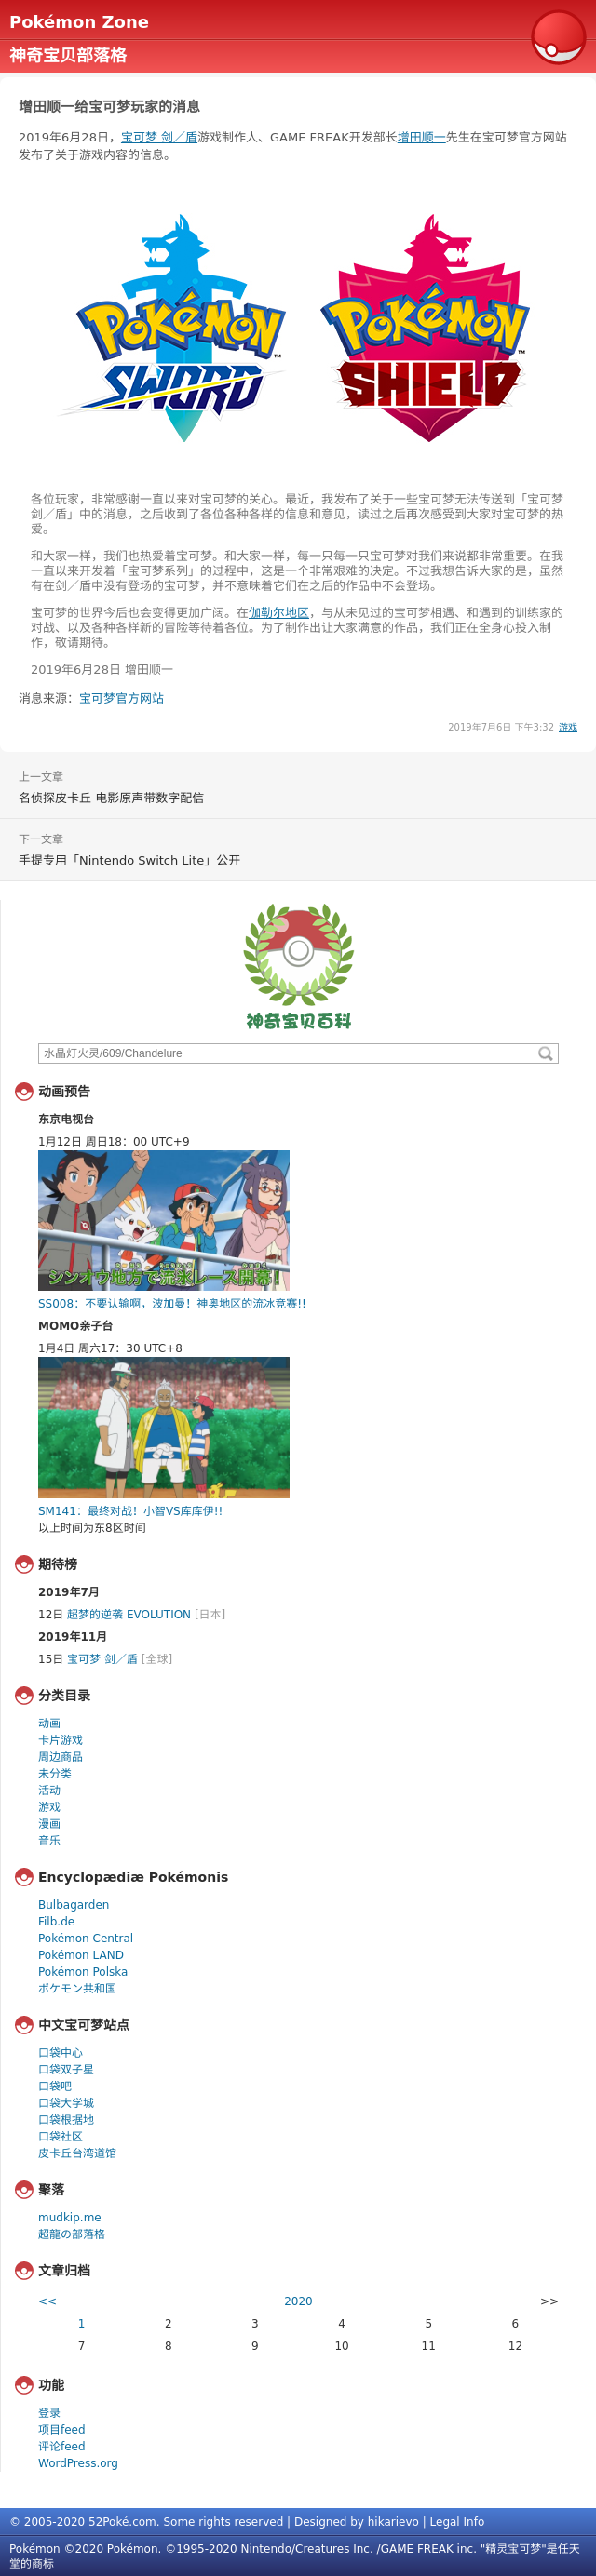 Pokémon Zone
神奇宝贝部落格
增田顺一给宝可梦玩家的消息
2019年6月28日，宝可梦 剑／盾游戏制作人、GAME FREAK开发部长增田顺一先生在宝可梦官方网站
发布了关于游戏内容的信息。
POKÉMON
SWORD
POKÉMON
SHIELD
各位玩家，非常感谢一直以来对宝可梦的关心。最近，我发布了关于一些宝可梦无法传送到「宝可梦
剑／盾」中的消息，之后收到了各位各种各样的信息和意见，读过之后再次感受到大家对宝可梦的热
爱。
和大家一样，我们也热爱着宝可梦。和大家一样，每一只每一只宝可梦对我们来说都非常重要。在我
一直以来开发着「宝可梦系列」的过程中，这是一个非常艰难的决定。不过我想告诉大家的是，虽然
有在剑／盾中没有登场的宝可梦，并不意味着它们在之后的作品中不会登场。
宝可梦的世界今后也会变得更加广阔。在伽勒尔地区，与从未见过的宝可梦相遇、和遇到的训练家的
对战、以及各种各样新的冒险等待着各位。为了制作出让大家满意的作品，我们正在全身心投入制
作，敬请期待。
2019年6月28日 增田顺一
消息来源：宝可梦官方网站
2019年7月6日 下午3:32 游戏
上一文章
名侦探皮卡丘 电影原声带数字配信
下一文章
手提专用「Nintendo Switch Lite」公开
神奇宝贝百科
水晶灯火灵/609/Chandelure
动画预告
东京电视台
1月12日 周日18：00 UTC+9
シンオウ地方で流氷レース開幕！
SS008：不要认输啊，波加曼！神奥地区的流冰竞赛!!
MOMO亲子台
1月4日 周六17：30 UTC+8
SM141：最终对战！小智VS库库伊!!
以上时间为东8区时间
期待榜
2019年7月
12日 超梦的逆袭 EVOLUTION [日本]
2019年11月
15日 宝可梦 剑／盾 [全球]
分类目录
动画
卡片游戏
周边商品
未分类
活动
游戏
漫画
音乐
Encyclopædiæ Pokémonis
Bulbagarden
Filb.de
Pokémon Central
Pokémon LAND
Pokémon Polska
ポケモン共和国
中文宝可梦站点
口袋中心
口袋双子星
口袋吧
口袋大学城
口袋根据地
口袋社区
皮卡丘台湾道馆
聚落
mudkip.me
超龍の部落格
文章归档
<< 2020 >>
1 2 3 4 5 6
7 8 9 10 11 12
功能
登录
项目feed
评论feed
WordPress.org
© 2005-2020 52Poké.com. Some rights reserved | Designed by hikarievo | Legal Info
Pokémon ©2020 Pokémon. ©1995-2020 Nintendo/Creatures Inc. /GAME FREAK inc. "精灵宝可梦"是任天
堂的商标